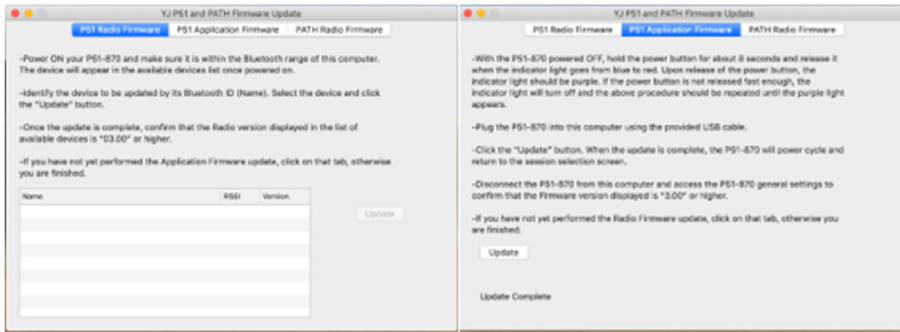 YJ P51 and PATH Firmware Update
P51 Radio Firmware P51 Application Firmware PATH Radio Firmware
-Power ON your P51-870 and make sure it is within the Bluetooth range of this computer.
The device will appear in the available devices list once powered on.
-Identify the device to be updated by its Bluetooth ID (Name). Select the device and click
the "Update" button.
-Once the update is complete, confirm that the Radio version displayed in the list of
available devices is "03.00" or higher.
-If you have not yet performed the Application Firmware update, click on that tab, otherwise
you are finished.
Name RSSI Version
Update
YJ P51 and PATH Firmware Update
P51 Radio Firmware P51 Application Firmware PATH Radio Firmware
-With the P51-870 powered OFF, hold the power button for about 8 seconds and release it
when the indicator light goes from blue to red. Upon release of the power button, the
indicator light should be purple. If the power button is not released fast enough, the
indicator light will turn off and the above procedure should be repeated until the purple light
appears.
-Plug the P51-870 into this computer using the provided USB cable.
-Click the "Update" button. When the update is complete, the P51-870 will power cycle and
return to the session selection screen.
-Disconnect the P51-870 from this computer and access the P51-870 general settings to
confirm that the Firmware version displayed is "3.00" or higher.
-If you have not yet performed the Radio Firmware update, click on that tab, otherwise you
are finished.
Update
Update Complete